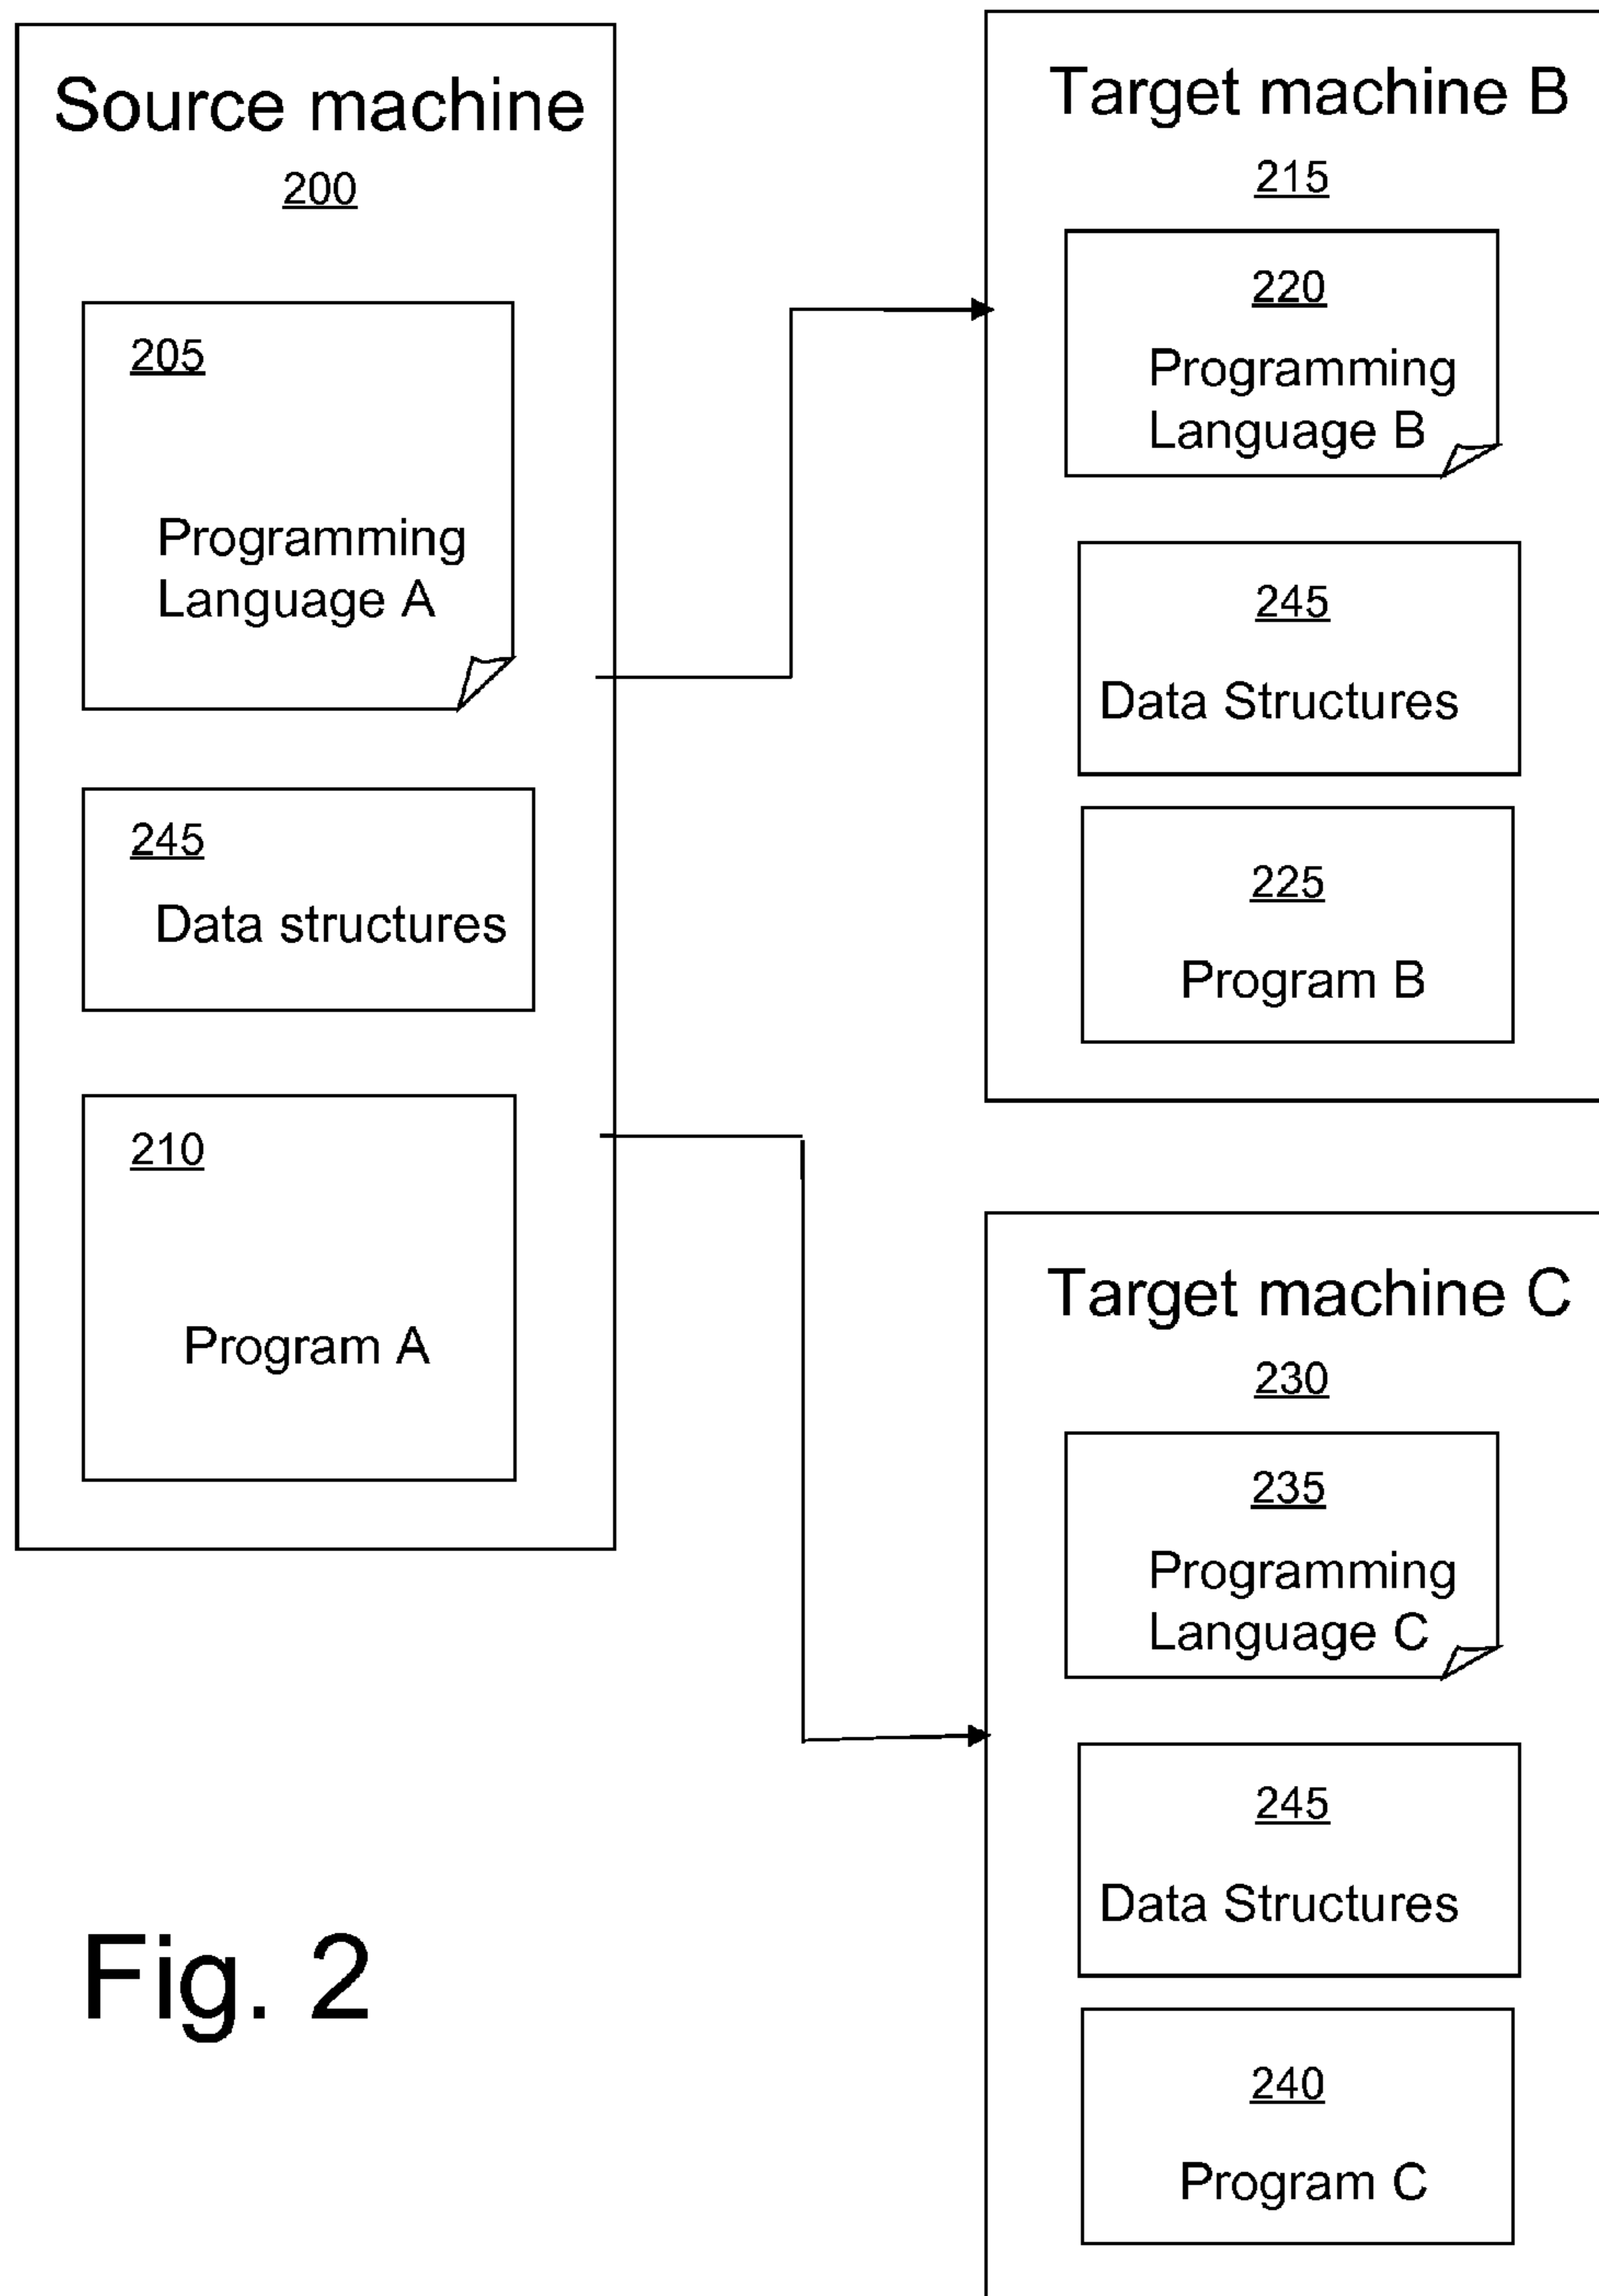 Source machine
200
205
Programming
Language A
245
Data structures
210
Program A
Target machine B
215
220
Programming
Language B
245
Data Structures
225
Program B
Target machine C
230
235
Programming
Language C
245
Data Structures
240
Program C
Fig. 2